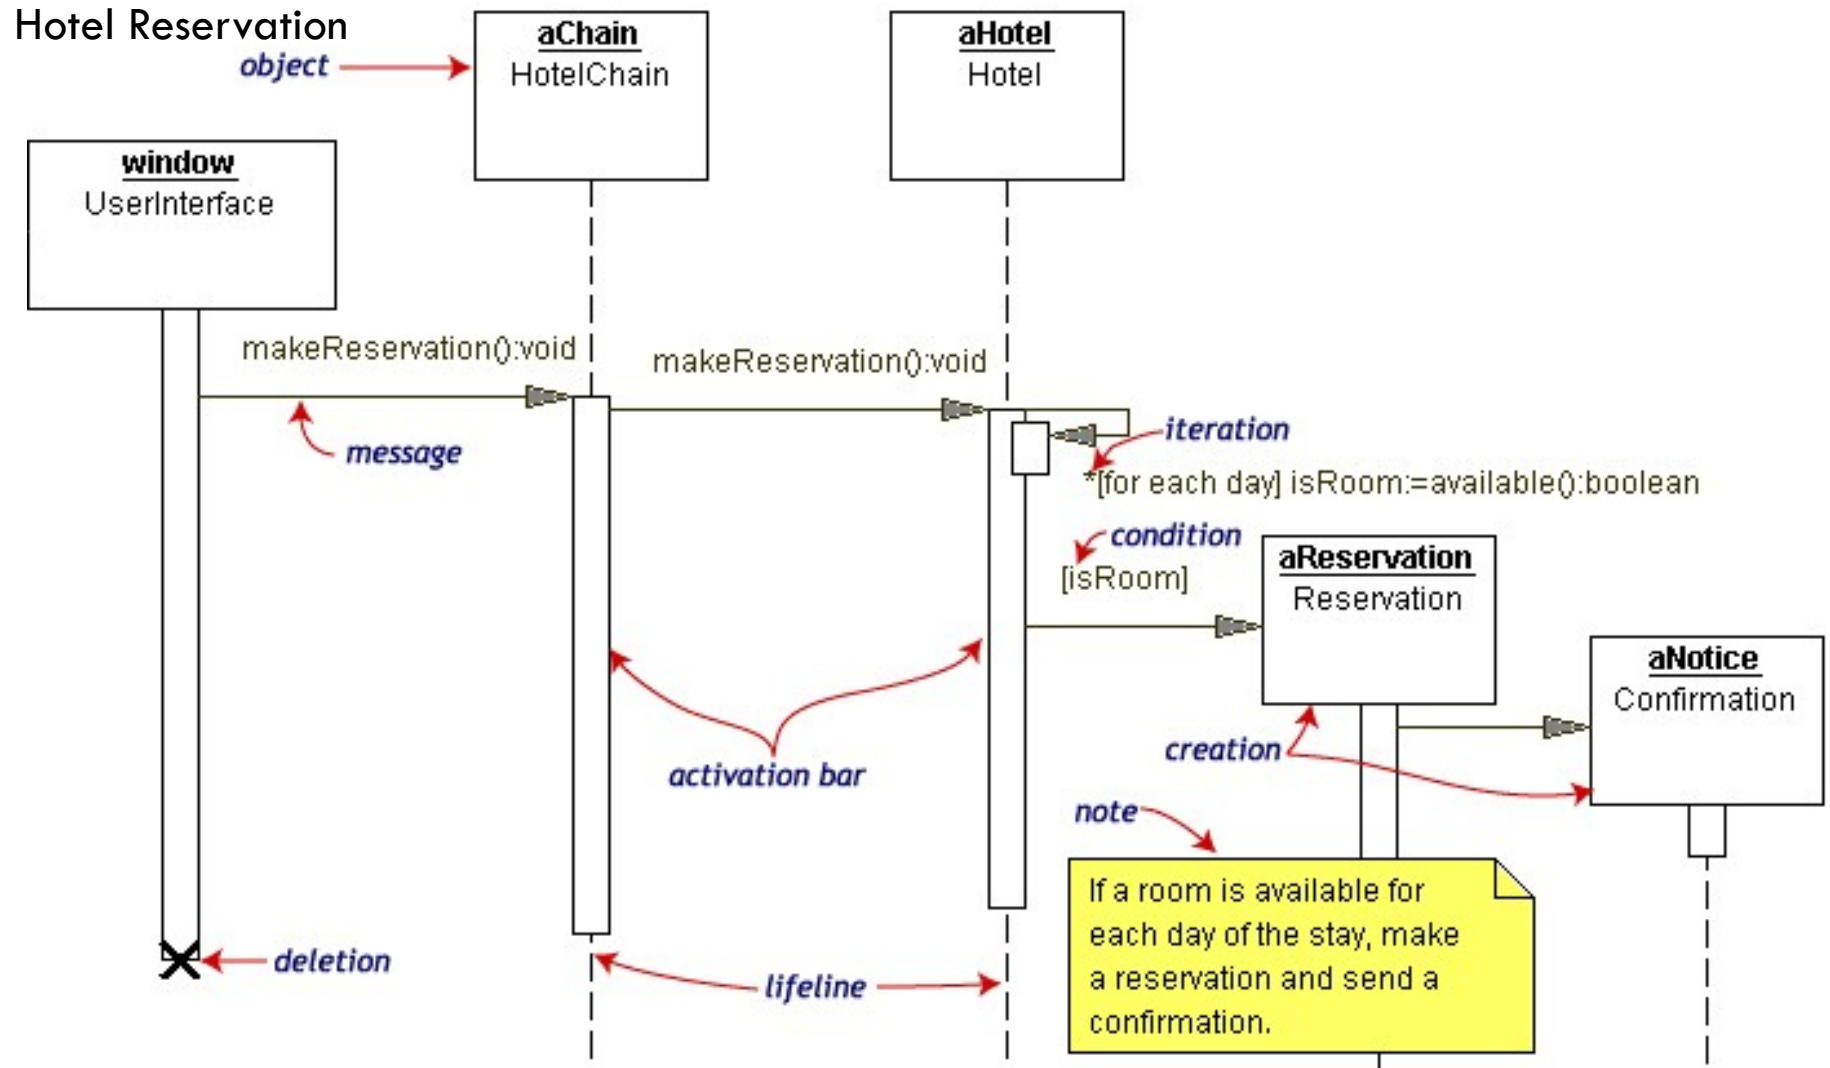 Hotel Reservation
object
aChain
HotelChain
aHotel
Hotel
window
UserInterface
makeReservation():void
makeReservation():void
message
iteration
*[for each day] isRoom:=available():boolean
condition
[isRoom]
aReservation
Reservation
aNotice
Confirmation
activation bar
creation
note
If a room is available for
each day of the stay, make
a reservation and send a
confirmation.
deletion
lifeline